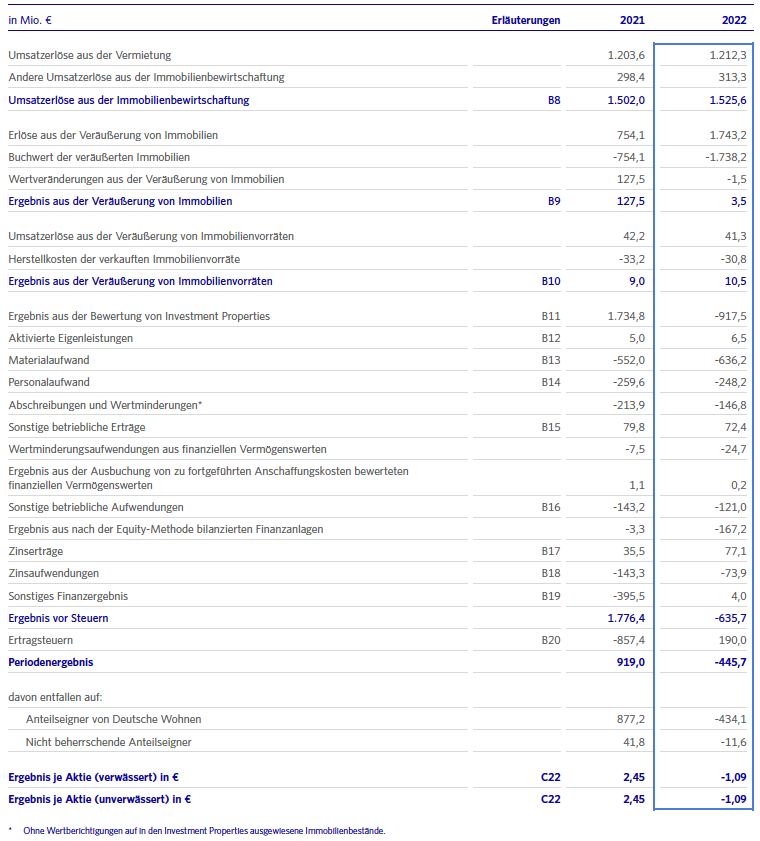 in Mio. € Erläuterungen 2021 2022
Umsatzerlöse aus der Vermietung 1.203,6 1.212,3
Andere Umsatzerlöse aus der Immobilienbewirtschaftung 298,4 313,3
Umsatzerlöse aus der Immobilienbewirtschaftung B8 1.502,0 1.525,6
Erlöse aus der Veräußerung von Immobilien 754,1 1.743,2
Buchwert der veräußerten Immobilien -754,1 -1.738,2
Wertveränderungen aus der Veräußerung von Immobilien 127,5 -1,5
Ergebnis aus der Veräußerung von Immobilien B9 127,5 3,5
Umsatzerlöse aus der Veräußerung von Immobilienvorräten 42,2 41,3
Herstellkosten der verkauften Immobilienvorräte -33,2 -30,8
Ergebnis aus der Veräußerung von Immobilienvorräten B10 9,0 10,5
Ergebnis aus der Bewertung von Investment Properties B11 1.734,8 -917,5
Aktivierte Eigenleistungen B12 5,0 6,5
Materialaufwand B13 -552,0 -636,2
Personalaufwand B14 -259,6 -248,2
Abschreibungen und Wertminderungen* -213,9 -146,8
Sonstige betriebliche Erträge B15 79,8 72,4
Wertminderungsaufwendungen aus finanziellen Vermögenswerten -7,5 -24,7
Ergebnis aus der Ausbuchung von zu fortgeführten Anschaffungskosten bewerteten
finanziellen Vermögenswerten 1,1 0,2
Sonstige betriebliche Aufwendungen B16 -143,2 -121,0
Ergebnis aus nach der Equity-Methode bilanzierten Finanzanlagen -3,3 -167,2
Zinserträge B17 35,5 77,1
Zinsaufwendungen B18 -143,3 -73,9
Sonstiges Finanzergebnis B19 -395,5 4,0
Ergebnis vor Steuern 1.776,4 -635,7
Ertragsteuern B20 -857,4 190,0
Periodenergebnis 919,0 -445,7
davon entfallen auf:
Anteilseigner von Deutsche Wohnen 877,2 -434,1
Nicht beherrschende Anteilseigner 41,8 -11,6
Ergebnis je Aktie (verwässert) in € C22 2,45 -1,09
Ergebnis je Aktie (unverwässert) in € C22 2,45 -1,09
* Ohne Wertberichtigungen auf in den Investment Properties ausgewiesene Immobilienbestände.